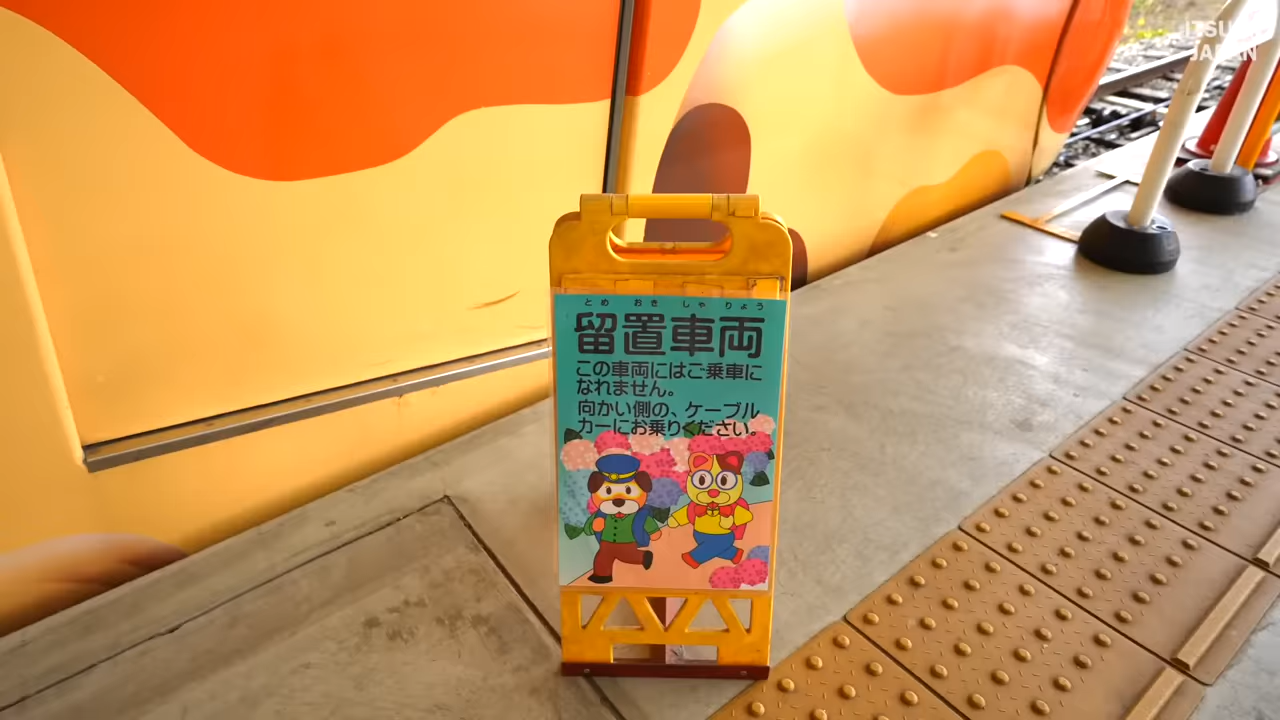 ITSUKA JAPAN
とめ おき しゃ りょう
留置車両
この車両にはご乗車に
なれません。
向かい側の、ケーブル
カーにお乗りください。